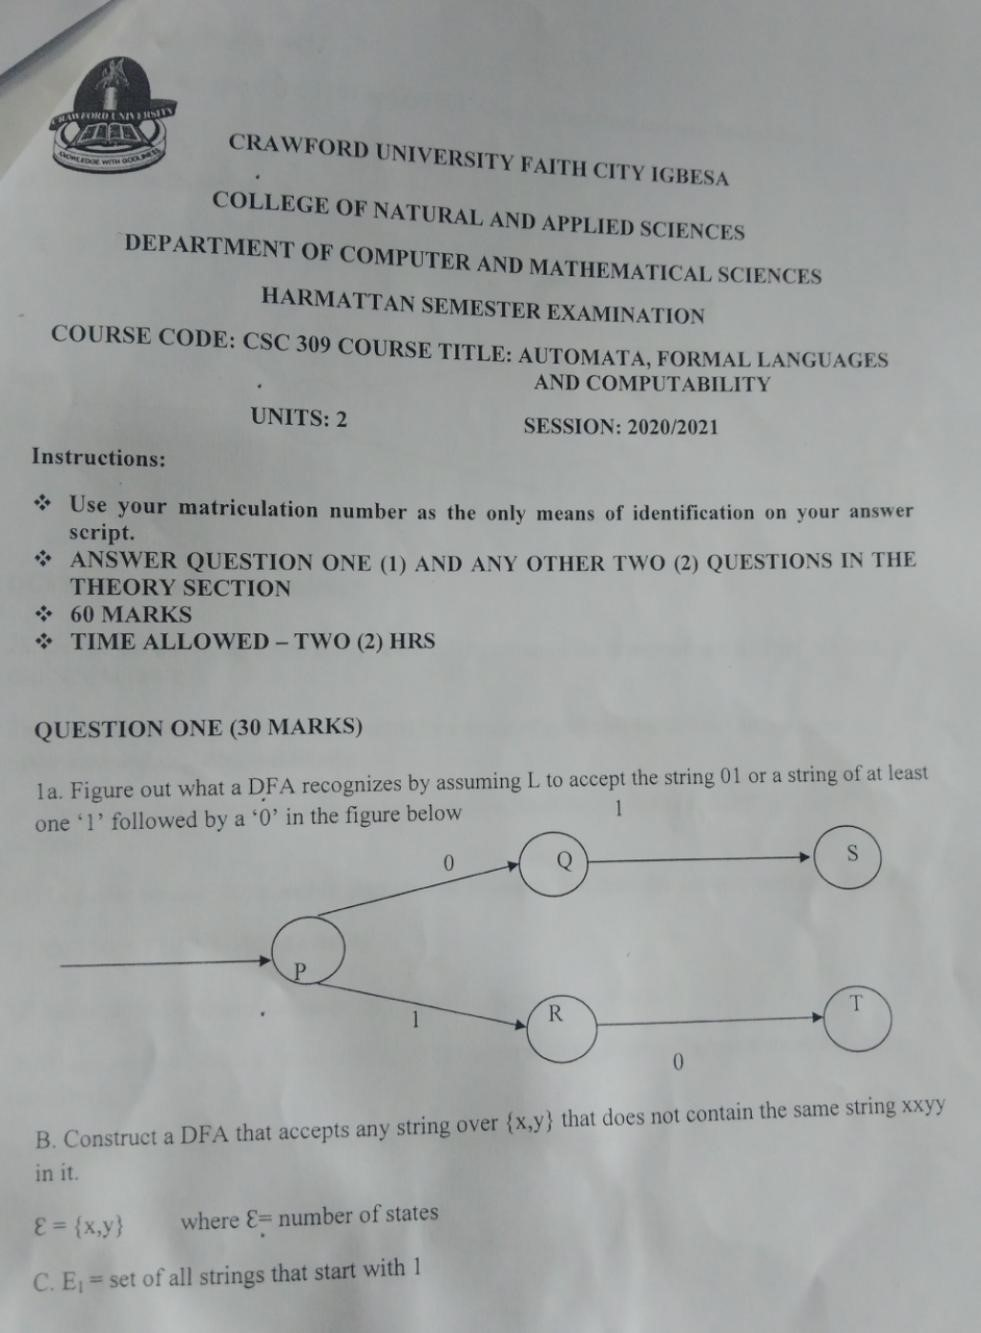 CRAWFORD UNIVERSITY
KNOWLEDGE WITH GODLINESS
CRAWFORD UNIVERSITY FAITH CITY IGBESA
COLLEGE OF NATURAL AND APPLIED SCIENCES
DEPARTMENT OF COMPUTER AND MATHEMATICAL SCIENCES
HARMATTAN SEMESTER EXAMINATION
COURSE CODE: CSC 309 COURSE TITLE: AUTOMATA, FORMAL LANGUAGES
AND COMPUTABILITY
UNITS: 2 SESSION: 2020/2021
Instructions:
❖ Use your matriculation number as the only means of identification on your answer
script.
❖ ANSWER QUESTION ONE (1) AND ANY OTHER TWO (2) QUESTIONS IN THE
THEORY SECTION
❖ 60 MARKS
❖ TIME ALLOWED – TWO (2) HRS
QUESTION ONE (30 MARKS)
1a. Figure out what a DFA recognizes by assuming L to accept the string 01 or a string of at least
one ‘1’ followed by a ‘0’ in the figure below
1
0
Q
S
P
1
R
T
0
B. Construct a DFA that accepts any string over {x,y} that does not contain the same string xxyy
in it.
Ɛ = {x,y} where Ɛ= number of states
C. E₁ = set of all strings that start with 1